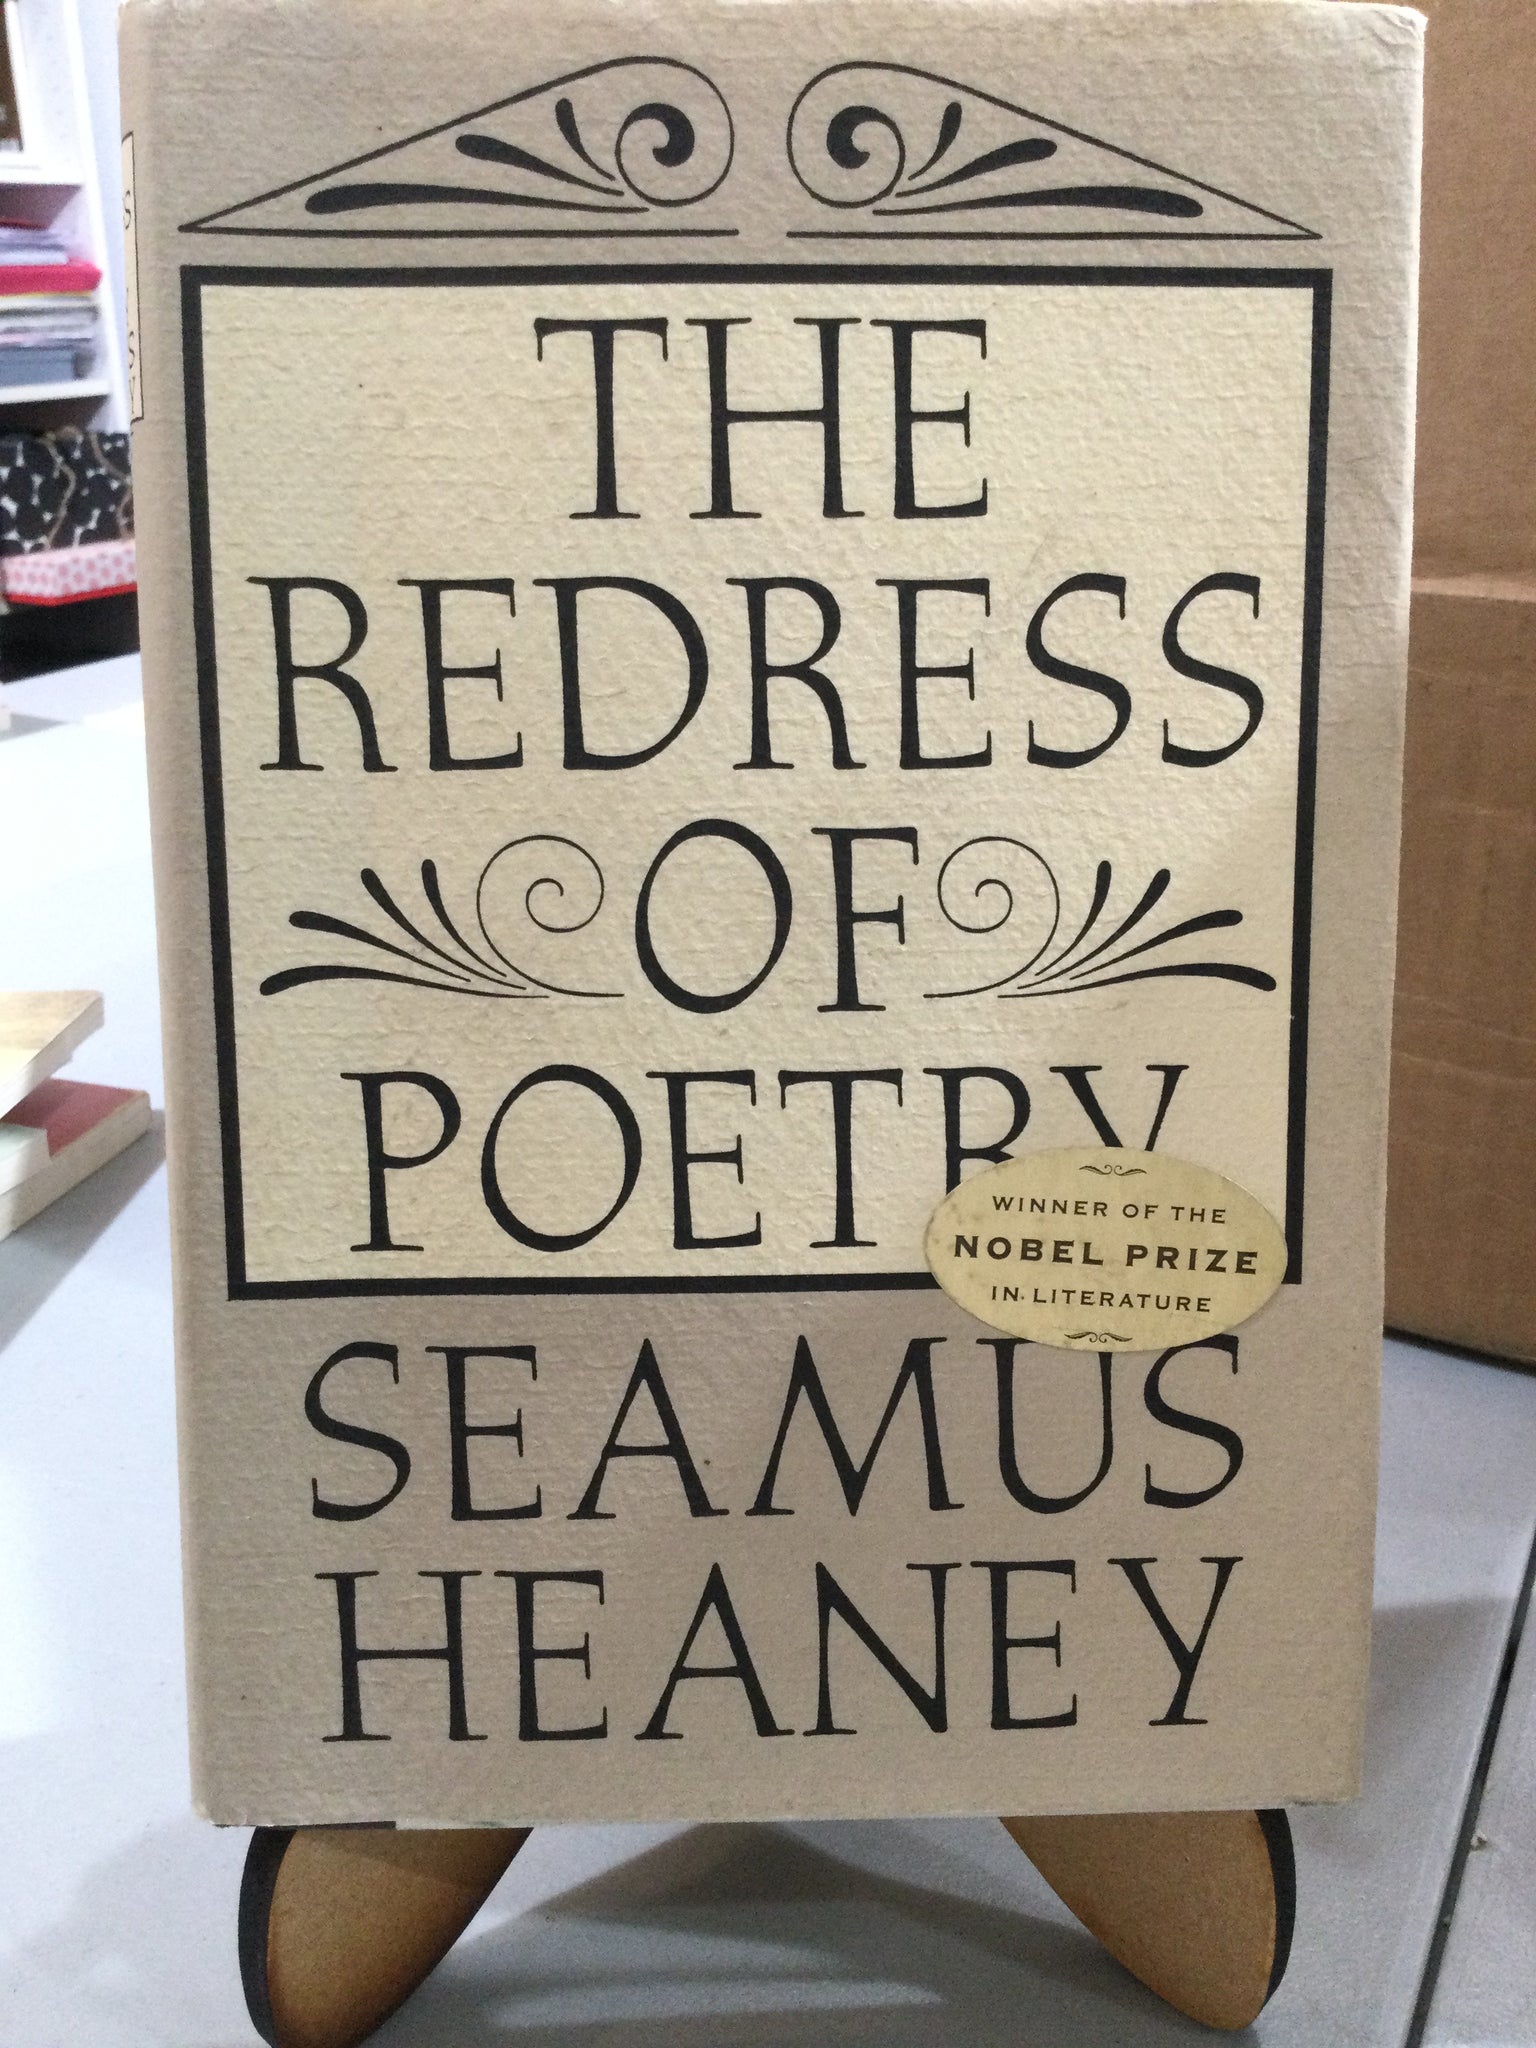 THE
REDRESS
OF
POETRY
WINNER OF THE
NOBEL PRIZE
IN LITERATURE
SEAMUS
HEANEY